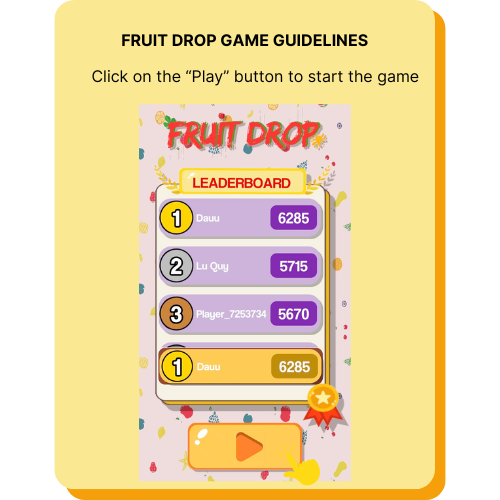 FRUIT DROP GAME GUIDELINES
Click on the “Play” button to start the game
FRUIT DROP
LEADERBOARD
1 Dauu 6285
2 Lu Quy 5715
3 Player_7253734 5670
1 Dauu 6285